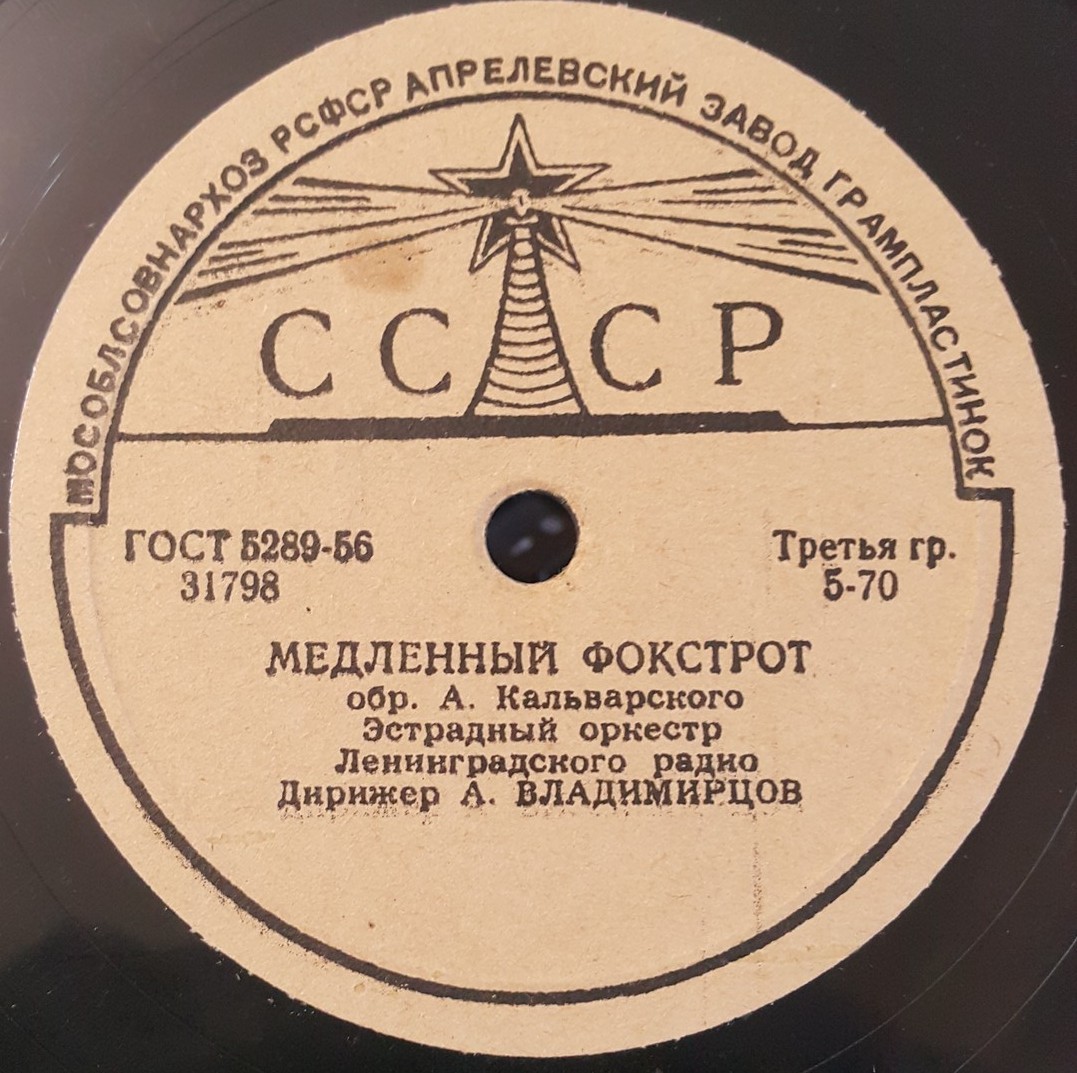 МОСОБЛСОВНАРХОЗ РСФСР АПРЕЛЕВСКИЙ ЗАВОД ГРАМПЛАСТИНОК
СССР
ГОСТ 5289-56
31798
Третья гр.
5-70
МЕДЛЕННЫЙ ФОКСТРОТ
обр. А. Кальварского
Эстрадный оркестр
Ленинградского радио
Дирижер А. ВЛАДИМИРЦОВ